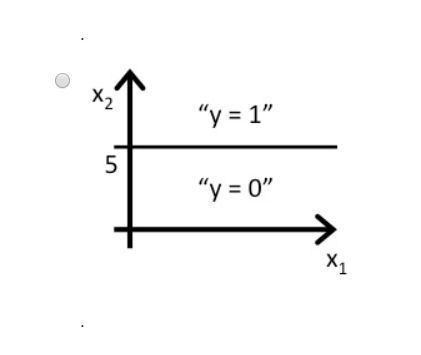 .
x₂
“y = 1”
5
“y = 0”
x₁
.